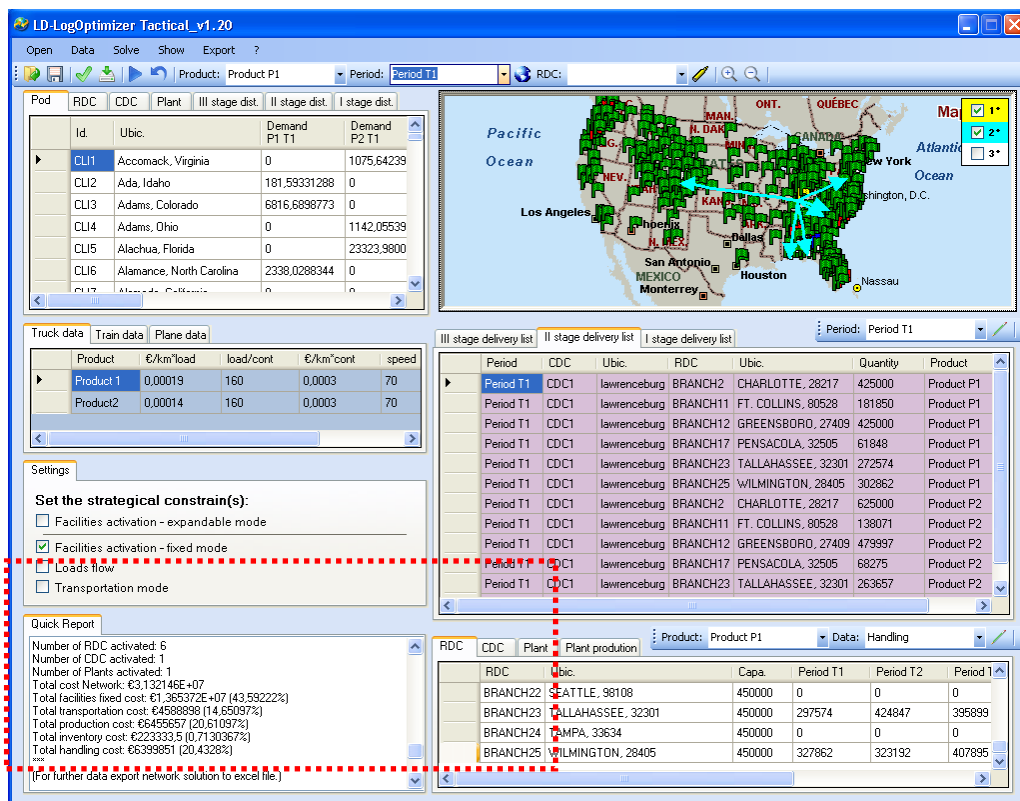 LD-LogOptimizer Tactical_v1.20
Open Data Solve Show Export ?
Product: Product P1 Period: Period T1 RDC:
Pod RDC CDC Plant III stage dist. II stage dist. I stage dist.
Id. Ubic. Demand P1 T1 Demand P2 T1
CLI1 Accomack, Virginia 0 1075,64239
CLI2 Ada, Idaho 181,59331288 0
CLI3 Adams, Colorado 6816,6898773 0
CLI4 Adams, Ohio 0 1142,05539
CLI5 Alachua, Florida 0 23323,9800
CLI6 Alamance, North Carolina 2338,0288344 0
Pacific
Ocean
MAN.
ONT.
QUÉBEC
N. DAK
CANADA
NEV.
Los Angeles
Phoenix
Dallas
San Antonio
MEXICO
Houston
Monterrey
Nassau
Atlantic
Ocean
1°
2°
3°
Truck data Train data Plane data
Product €/km*load load/cont €/km*cont speed
Product 1 0,00019 160 0,0003 70
Product2 0,00014 160 0,0003 70
Period: Period T1
III stage delivery list II stage delivery list I stage delivery list
Period CDC Ubic. RDC Ubic. Quantity Product
Period T1 CDC1 lawrenceburg BRANCH2 CHARLOTTE, 28217 425000 Product P1
Period T1 CDC1 lawrenceburg BRANCH11 FT. COLLINS, 80528 181850 Product P1
Period T1 CDC1 lawrenceburg BRANCH12 GREENSBORO, 27409 425000 Product P1
Period T1 CDC1 lawrenceburg BRANCH17 PENSACOLA, 32505 61848 Product P1
Period T1 CDC1 lawrenceburg BRANCH23 TALLAHASSEE, 32301 272574 Product P1
Period T1 CDC1 lawrenceburg BRANCH25 WILMINGTON, 28405 302862 Product P1
Period T1 CDC1 lawrenceburg BRANCH2 CHARLOTTE, 28217 625000 Product P2
Period T1 CDC1 lawrenceburg BRANCH11 FT. COLLINS, 80528 138071 Product P2
Period T1 CDC1 lawrenceburg BRANCH12 GREENSBORO, 27409 479997 Product P2
Period T1 CDC1 lawrenceburg BRANCH17 PENSACOLA, 32505 68275 Product P2
Period T1 CDC1 lawrenceburg BRANCH23 TALLAHASSEE, 32301 263657 Product P2
Settings
Set the strategical constrain(s):
Facilities activation - expandable mode
Facilities activation - fixed mode
Loads flow
Transportation mode
Quick Report
Number of RDC activated: 6
Number of CDC activated: 1
Number of Plants activated: 1
Total cost Network: €3,132146E+07
Total facilities fixed cost: €1,365372E+07 (43,59222%)
Total transportation cost: €4588898 (14,65097%)
Total production cost: €6455657 (20,61097%)
Total inventory cost: €223333,5 (0,7130367%)
Total handling cost: €6399851 (20,4328%)
***
(For further data export network solution to excel file.)
RDC CDC Plant Plant prodution Product: Product P1 Data: Handling
RDC Ubic. Capa. Period T1 Period T2 Period
BRANCH22 SEATTLE, 98108 450000 0 0 0
BRANCH23 TALLAHASSEE, 32301 450000 297574 424847 395899
BRANCH24 TAMPA, 33634 450000 0 0 0
BRANCH25 WILMINGTON, 28405 450000 327862 323192 407895